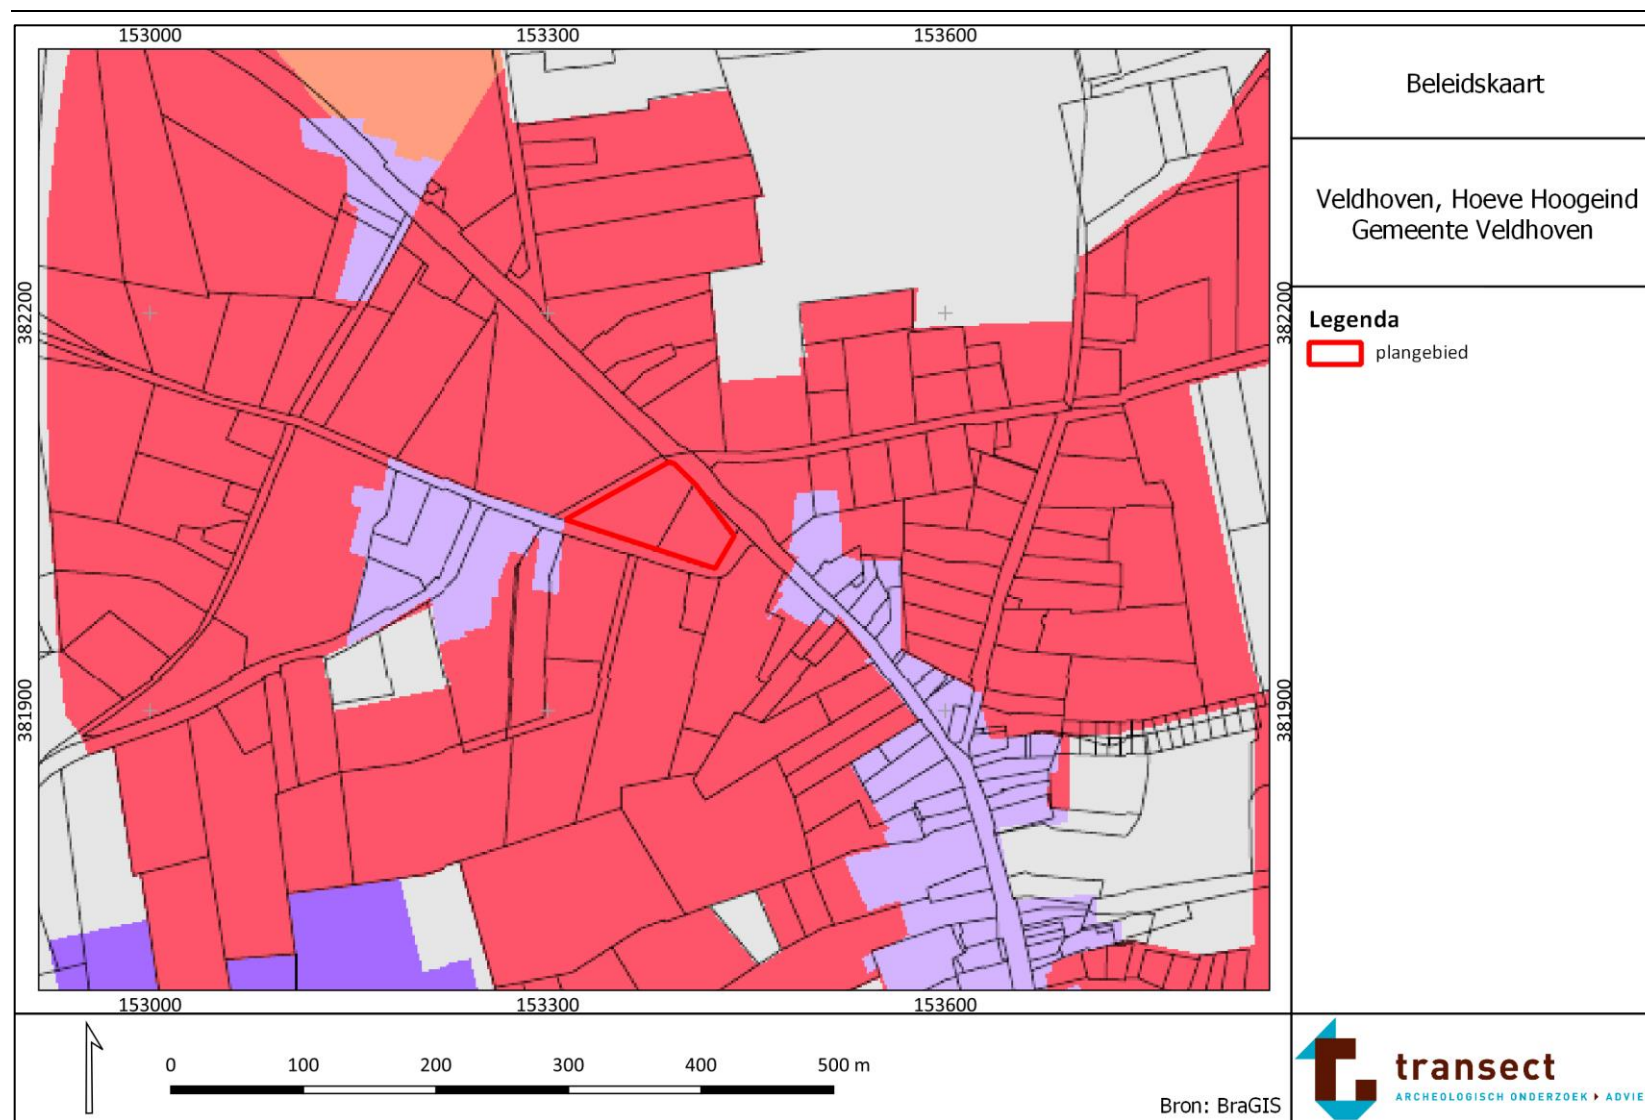 153000 153300 153600
Beleidskaart
Veldhoven, Hoeve Hoogeind
Gemeente Veldhoven
382200
382200
Legenda
plangebied
381900
381900
153000 153300 153600
0 100 200 300 400 500 m
Bron: BraGIS
transect
ARCHEOLOGISCH ONDERZOEK ADVIE